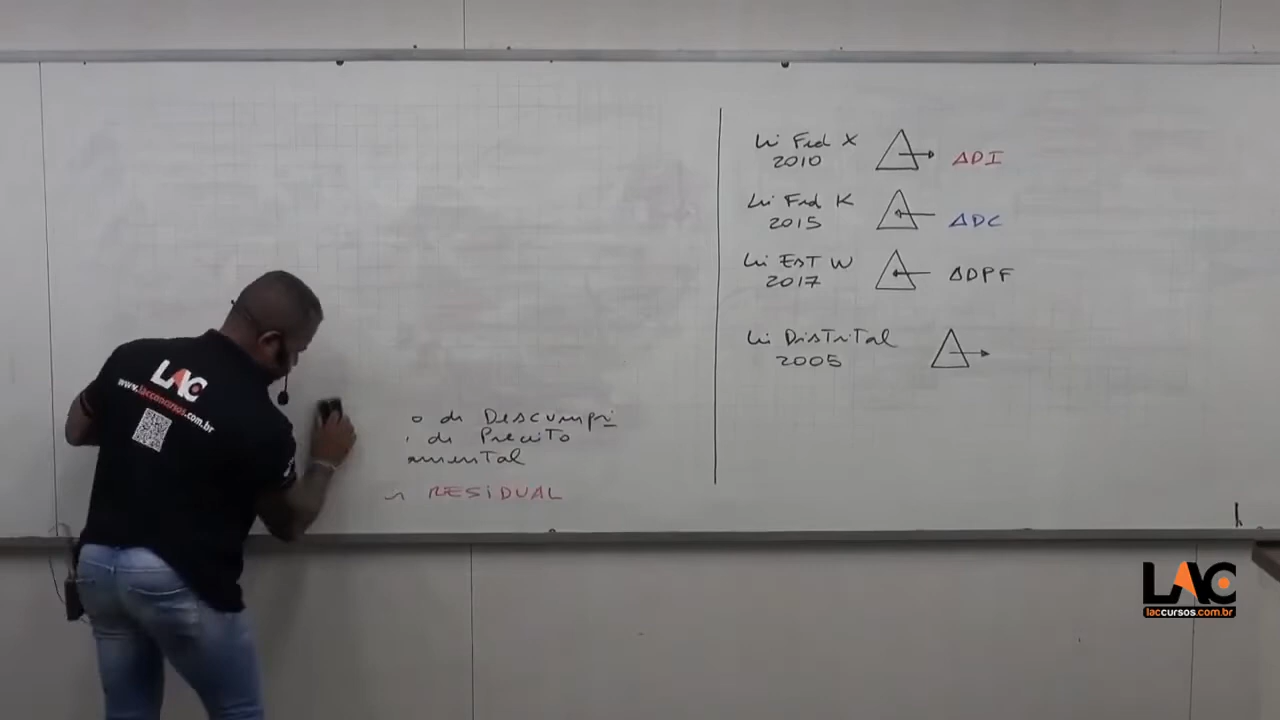 Lei Fed X
2010
ADI
Lei Fed K
2015
ADC
Lei EsT W
2017
ADPF
Lei DisTriTal
2005
o de Descumpri
de PreceiTo
amental
RESiDUAL
LAC
www.lacconcursos.com.br
LAC
laccursos.com.br